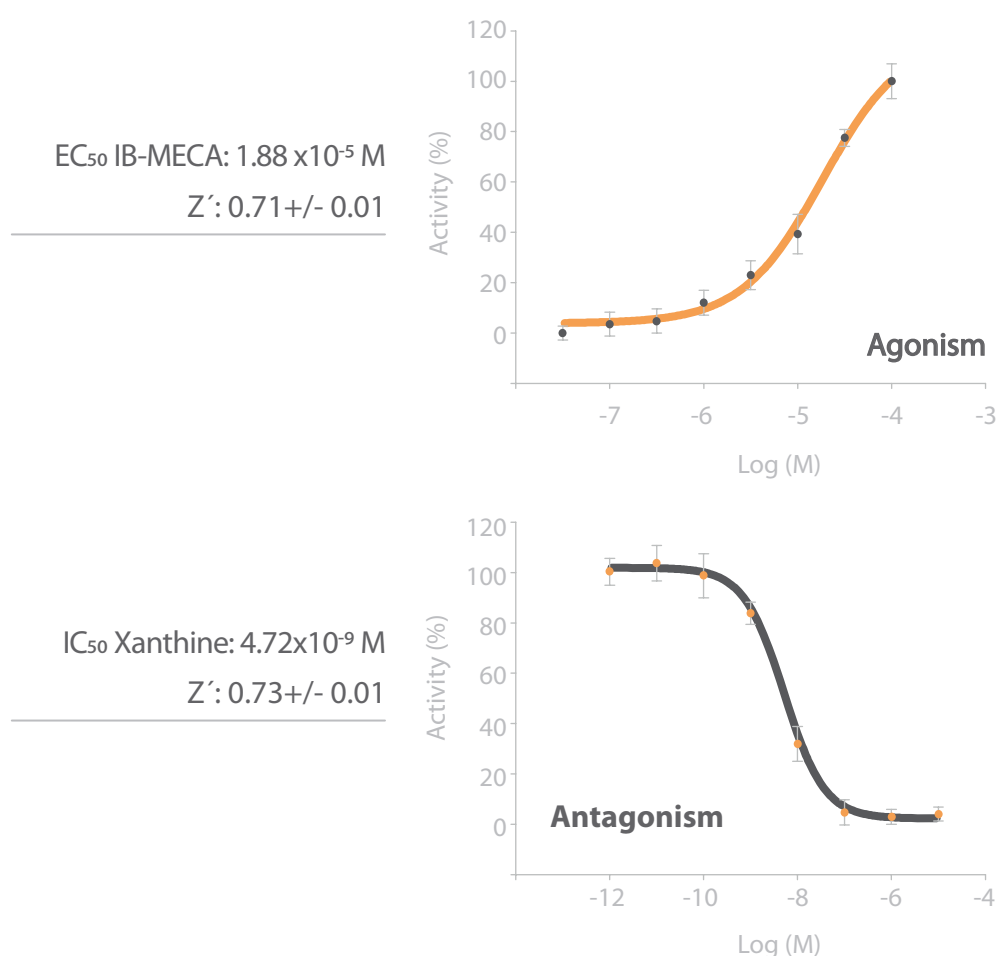 EC₅₀ IB-MECA: 1.88 x10⁻⁵ M
Z´: 0.71+/- 0.01
Activity (%)
120
100
80
60
40
20
0
Agonism
-7 -6 -5 -4 -3
Log (M)
IC₅₀ Xanthine: 4.72x10⁻⁹ M
Z´: 0.73+/- 0.01
Activity (%)
120
100
80
60
40
20
0
Antagonism
-12 -10 -8 -6 -4
Log (M)